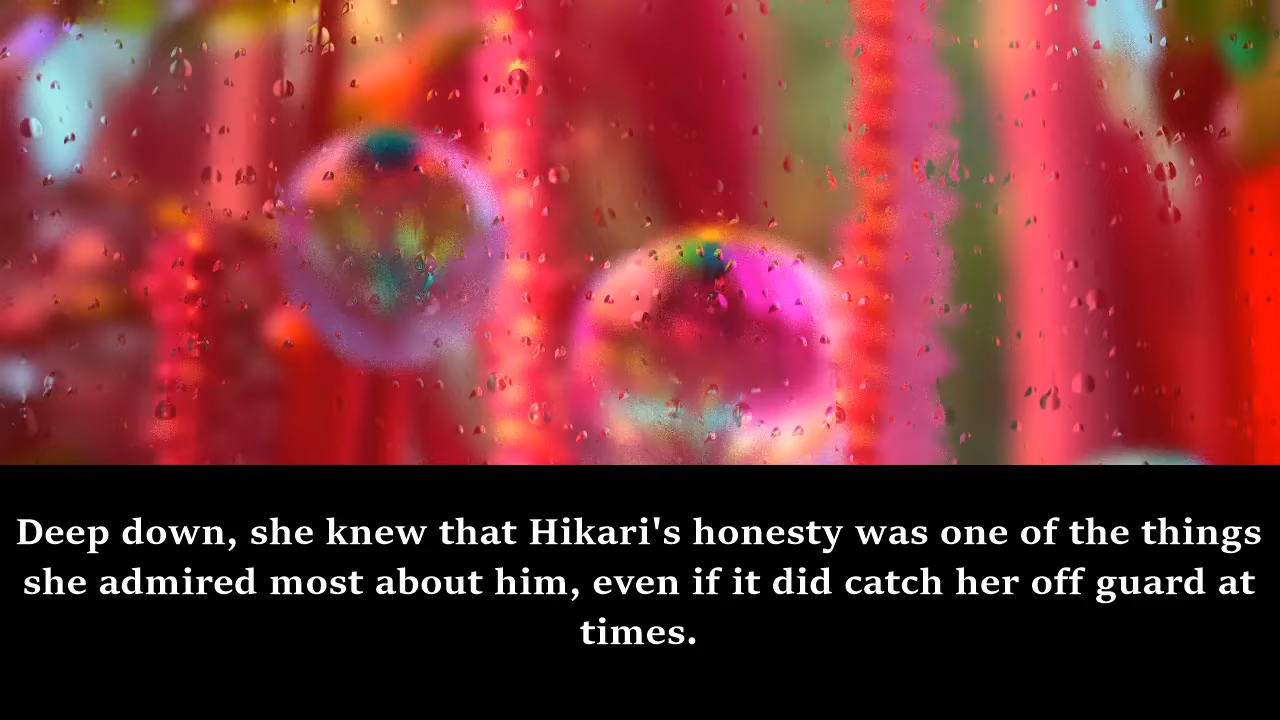 Deep down, she knew that Hikari's honesty was one of the things
she admired most about him, even if it did catch her off guard at
times.